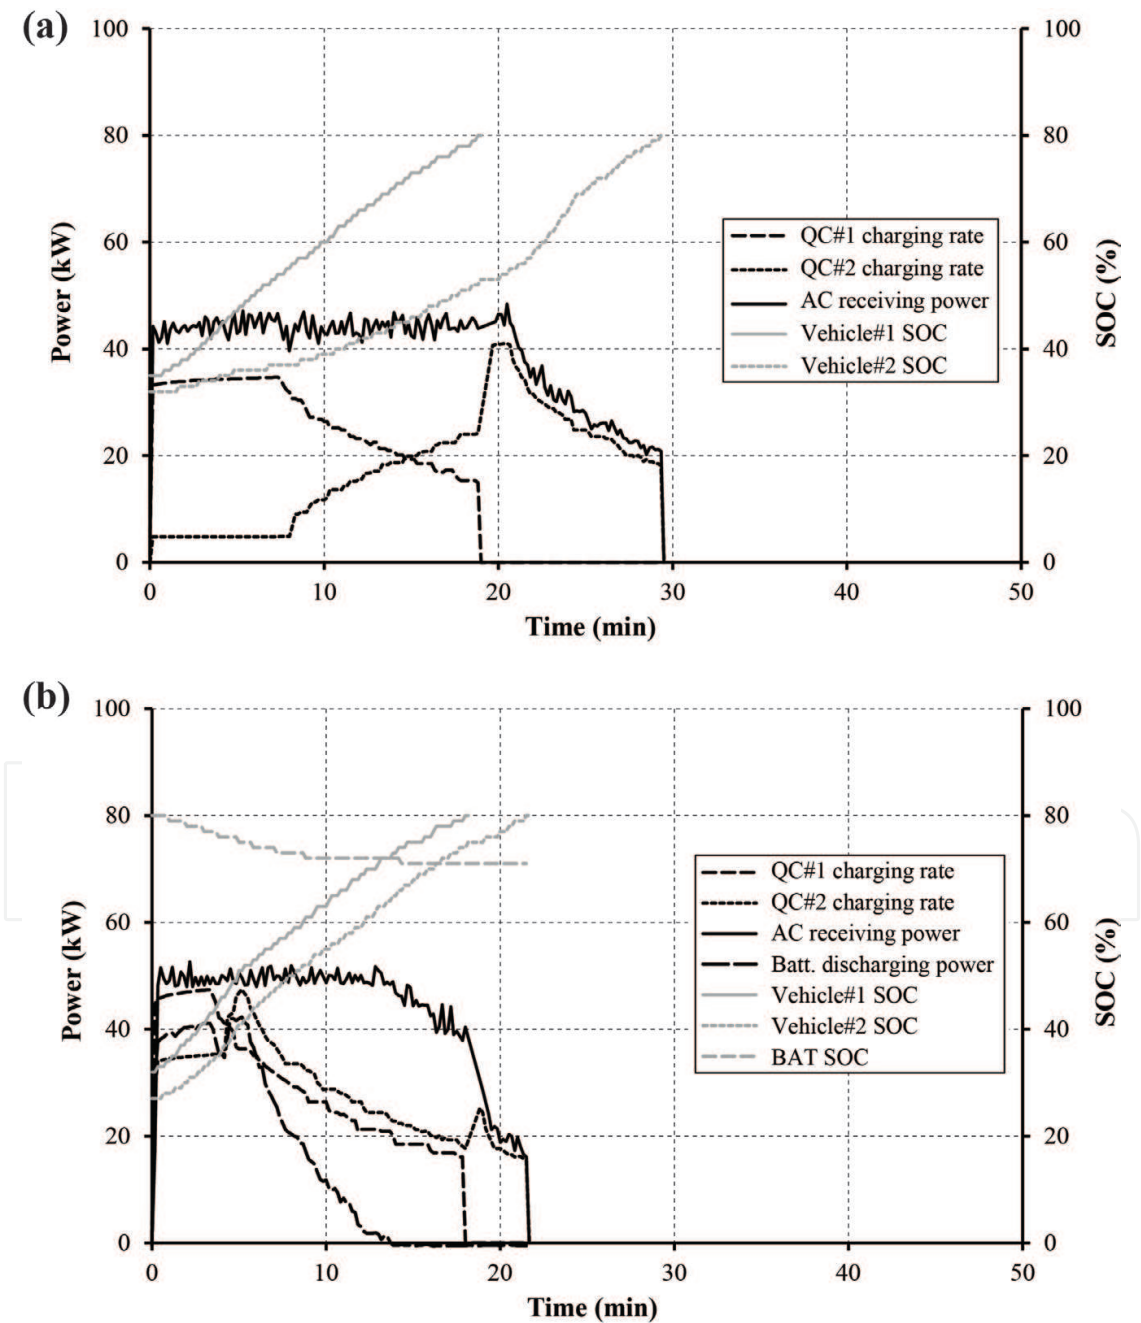 (a)
100
80
60
40
20
0
Power (kW)
100
80
60
40
20
0
SOC (%)
QC#1 charging rate
QC#2 charging rate
AC receiving power
Vehicle#1 SOC
Vehicle#2 SOC
0 10 20 30 40 50
Time (min)
(b)
100
80
60
40
20
0
Power (kW)
100
80
60
40
20
0
SOC (%)
QC#1 charging rate
QC#2 charging rate
AC receiving power
Batt. discharging power
Vehicle#1 SOC
Vehicle#2 SOC
BAT SOC
0 10 20 30 40 50
Time (min)